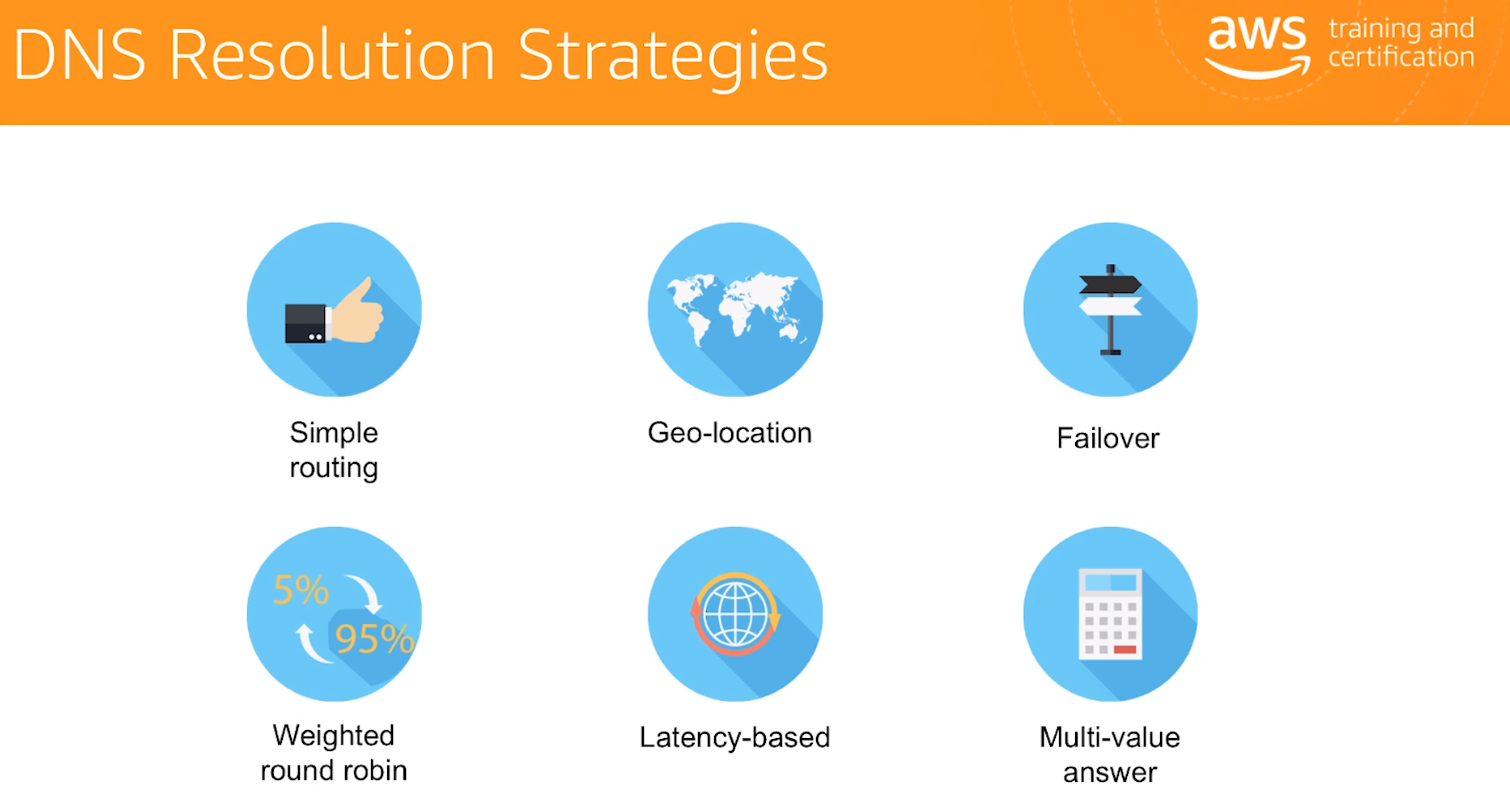 DNS Resolution Strategies
aws training and
certification
Simple
routing
Geo-location
Failover
5%
95%
Weighted
round robin
Latency-based
Multi-value
answer